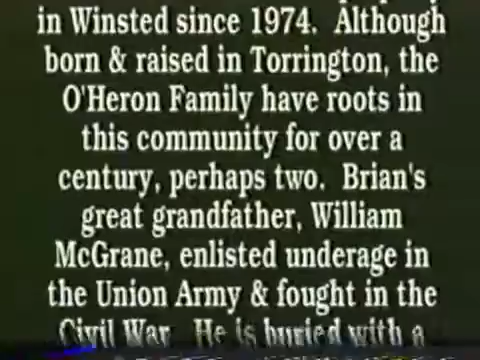 in Winsted since 1974. Although
born & raised in Torrington, the
O'Heron Family have roots in
this community for over a
century, perhaps two. Brian's
great grandfather, William
McGrane, enlisted underage in
the Union Army & fought in the
Civil War. He is buried with a